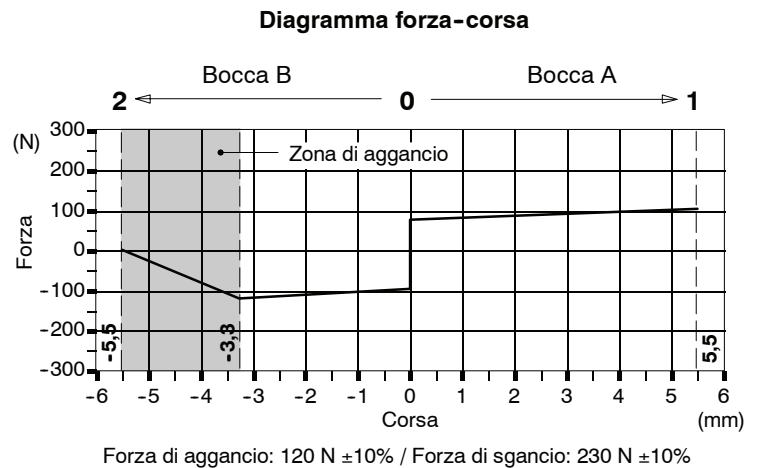 Diagramma forza-corsa
Bocca B Bocca A
2 0 1
(N)
300
200
100
0
-100
-200
-300
Forza
Zona di aggancio
-5,5
-3,3
5,5
-6 -5 -4 -3 -2 -1 0 1 2 3 4 5 6
Corsa (mm)
Forza di aggancio: 120 N ±10% / Forza di sgancio: 230 N ±10%